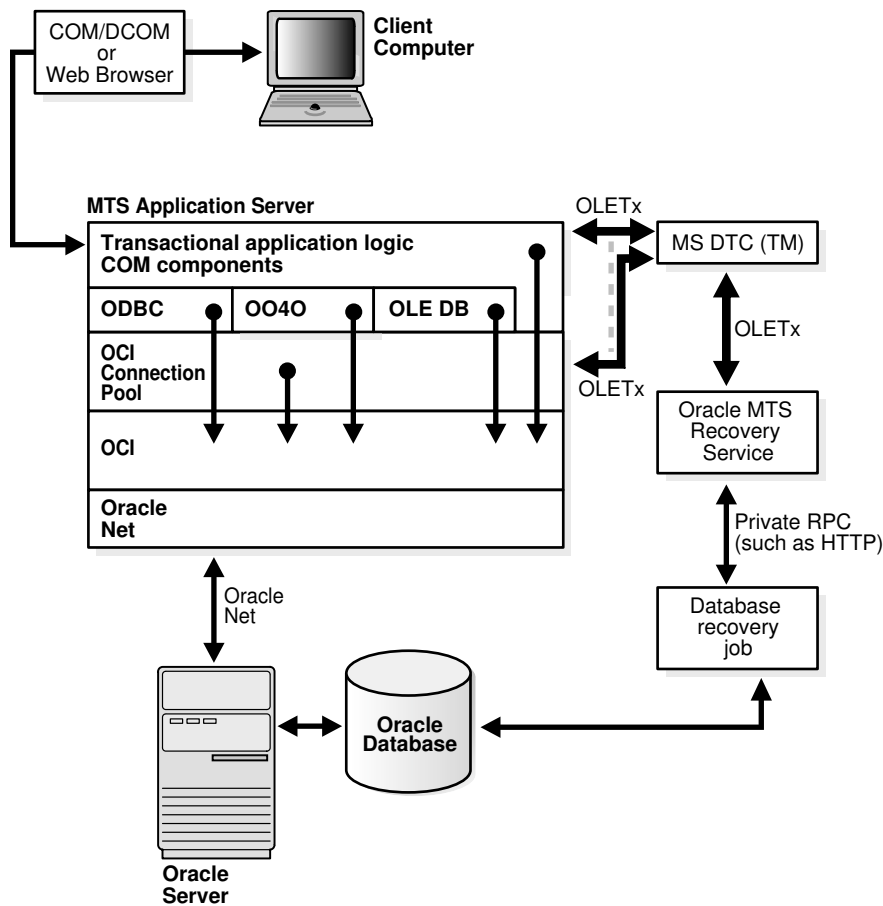 COM/DCOM
or
Web Browser
Client
Computer
MTS Application Server
OLETx
Transactional application logic
COM components
MS DTC (TM)
ODBC
OO4O
OLE DB
OLETx
OCI
Connection
Pool
OLETx
Oracle MTS
Recovery
Service
OCI
Oracle
Net
Private RPC
(such as HTTP)
Oracle
Net
Database
recovery
job
Oracle
Database
Oracle
Server